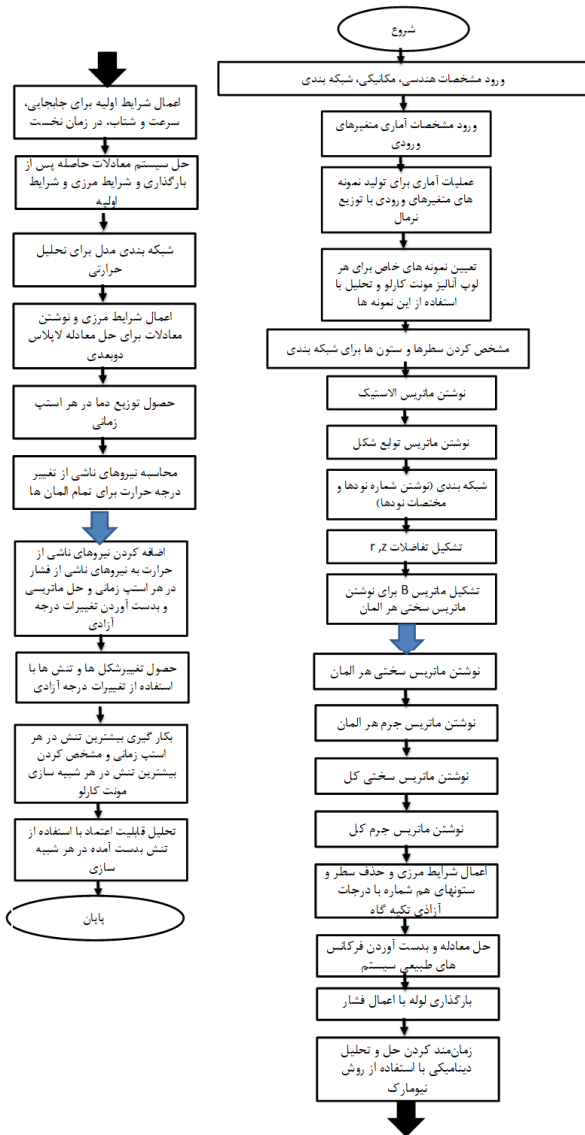 شروع
ورود مشخصات هندسی، مکانیکی، شبکه بندی
ورود مشخصات آماری متغیرهای
ورودی
عملیات آماری برای تولید نمونه
های متغیرهای ورودی با توزیع
نرمال
تعیین نمونه های خاص برای هر
لوپ آنالیز مونت کارلو و تحلیل با
استفاده از این نمونه ها
مشخص کردن سطرها و ستون ها برای شبکه بندی
نوشتن ماتریس الاستیک
نوشتن ماتریس توابع شکل
شبکه بندی (نوشتن شماره نودها و
مختصات نودها)
تشکیل تفاضلات r ,z
تشکیل ماتریس B برای نوشتن
ماتریس سختی هر المان
نوشتن ماتریس سختی هر المان
نوشتن ماتریس جرم هر المان
نوشتن ماتریس سختی کل
نوشتن ماتریس جرم کل
اعمال شرایط مرزی و حذف سطر و
ستونهای هم شماره با درجات
آزادی تکیه گاه
حل معادله و بدست آوردن فرکانس
های طبیعی سیستم
بارگذاری لوله با اعمال فشار
زمان‌مند کردن حل و تحلیل
دینامیکی با استفاده از روش
نیومارک
اعمال شرایط اولیه برای جابجایی،
سرعت و شتاب، در زمان نخست
حل سیستم معادلات حاصله پس از
بارگذاری و شرایط مرزی و شرایط
اولیه
شبکه بندی مدل برای تحلیل
حرارتی
اعمال شرایط مرزی و نوشتن
معادلات برای حل معادله لاپلاس
دوبعدی
حصول توزیع دما در هر استپ
زمانی
محاسبه نیروهای ناشی از تغییر
درجه حرارت برای تمام المان ها
اضافه کردن نیروهای ناشی از
حرارت به نیروهای ناشی از فشار
در هر استپ زمانی و حل ماتریسی
و بدست آوردن تغییرات درجه
آزادی
حصول تغییرشکل ها و تنش ها با
استفاده از تغییرات درجه آزادی
بکار گیری بیشترین تنش در هر
استپ زمانی و مشخص کردن
بیشترین تنش در هر شبیه سازی
مونت کارلو
تحلیل قابلیت اعتماد با استفاده از
تنش بدست آمده در هر شبیه
سازی
پایان